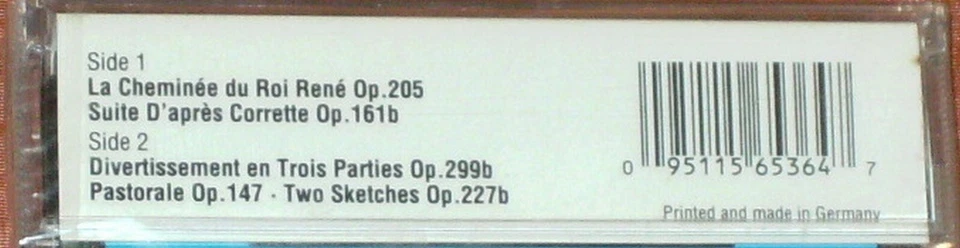 Side 1
La Cheminée du Roi René Op.205
Suite D'après Corrette Op.161b
Side 2
Divertissement en Trois Parties Op.299b
Pastorale Op.147 · Two Sketches Op.227b
0 95115 65364 7
Printed and made in Germany